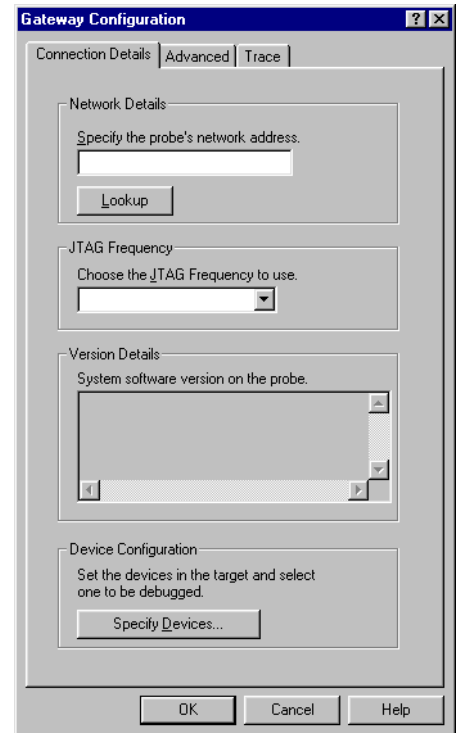 Gateway Configuration
Connection Details Advanced Trace
Network Details
Specify the probe's network address.
Lookup
JTAG Frequency
Choose the JTAG Frequency to use.
Version Details
System software version on the probe.
Device Configuration
Set the devices in the target and select
one to be debugged.
Specify Devices...
OK Cancel Help